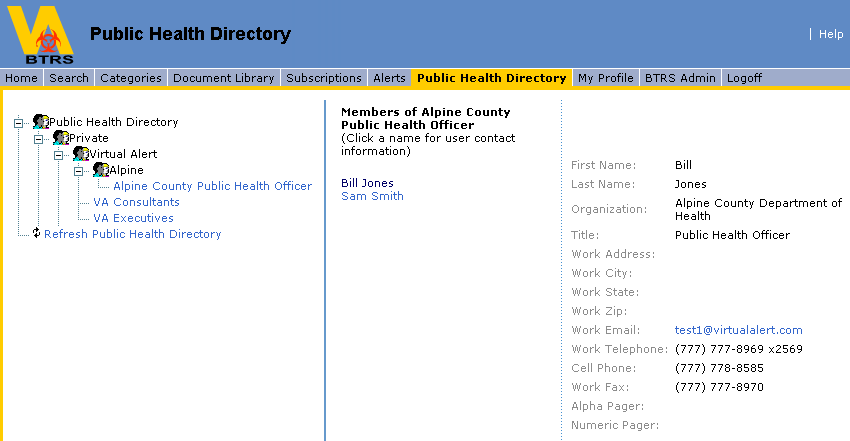 VA
BTRS
Public Health Directory
| Help
Home Search Categories Document Library Subscriptions Alerts Public Health Directory My Profile BTRS Admin Logoff
Public Health Directory
Private
Virtual Alert
Alpine
Alpine County Public Health Officer
VA Consultants
VA Executives
Refresh Public Health Directory
Members of Alpine County
Public Health Officer
(Click a name for user contact
information)
Bill Jones
Sam Smith
First Name: Bill
Last Name: Jones
Organization: Alpine County Department of
Health
Title: Public Health Officer
Work Address:
Work City:
Work State:
Work Zip:
Work Email: test1@virtualalert.com
Work Telephone: (777) 777-8969 x2569
Cell Phone: (777) 778-8585
Work Fax: (777) 777-8970
Alpha Pager:
Numeric Pager: